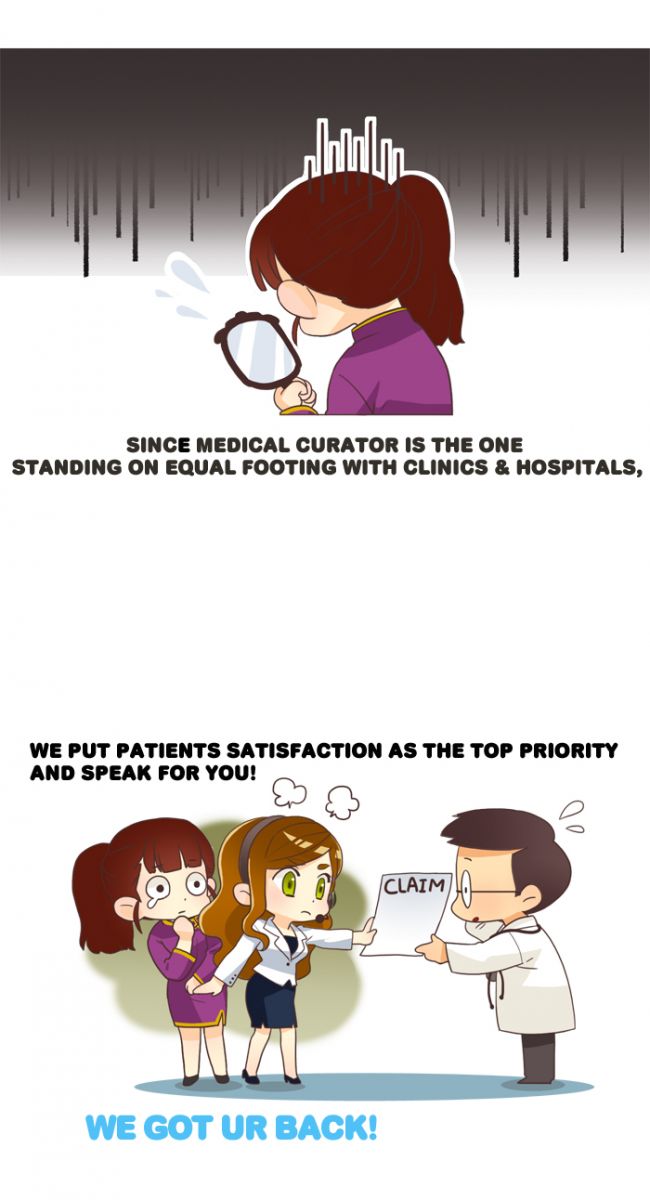 SINCE MEDICAL CURATOR IS THE ONE
STANDING ON EQUAL FOOTING WITH CLINICS & HOSPITALS,
WE PUT PATIENTS SATISFACTION AS THE TOP PRIORITY
AND SPEAK FOR YOU!
CLAIM
WE GOT UR BACK!